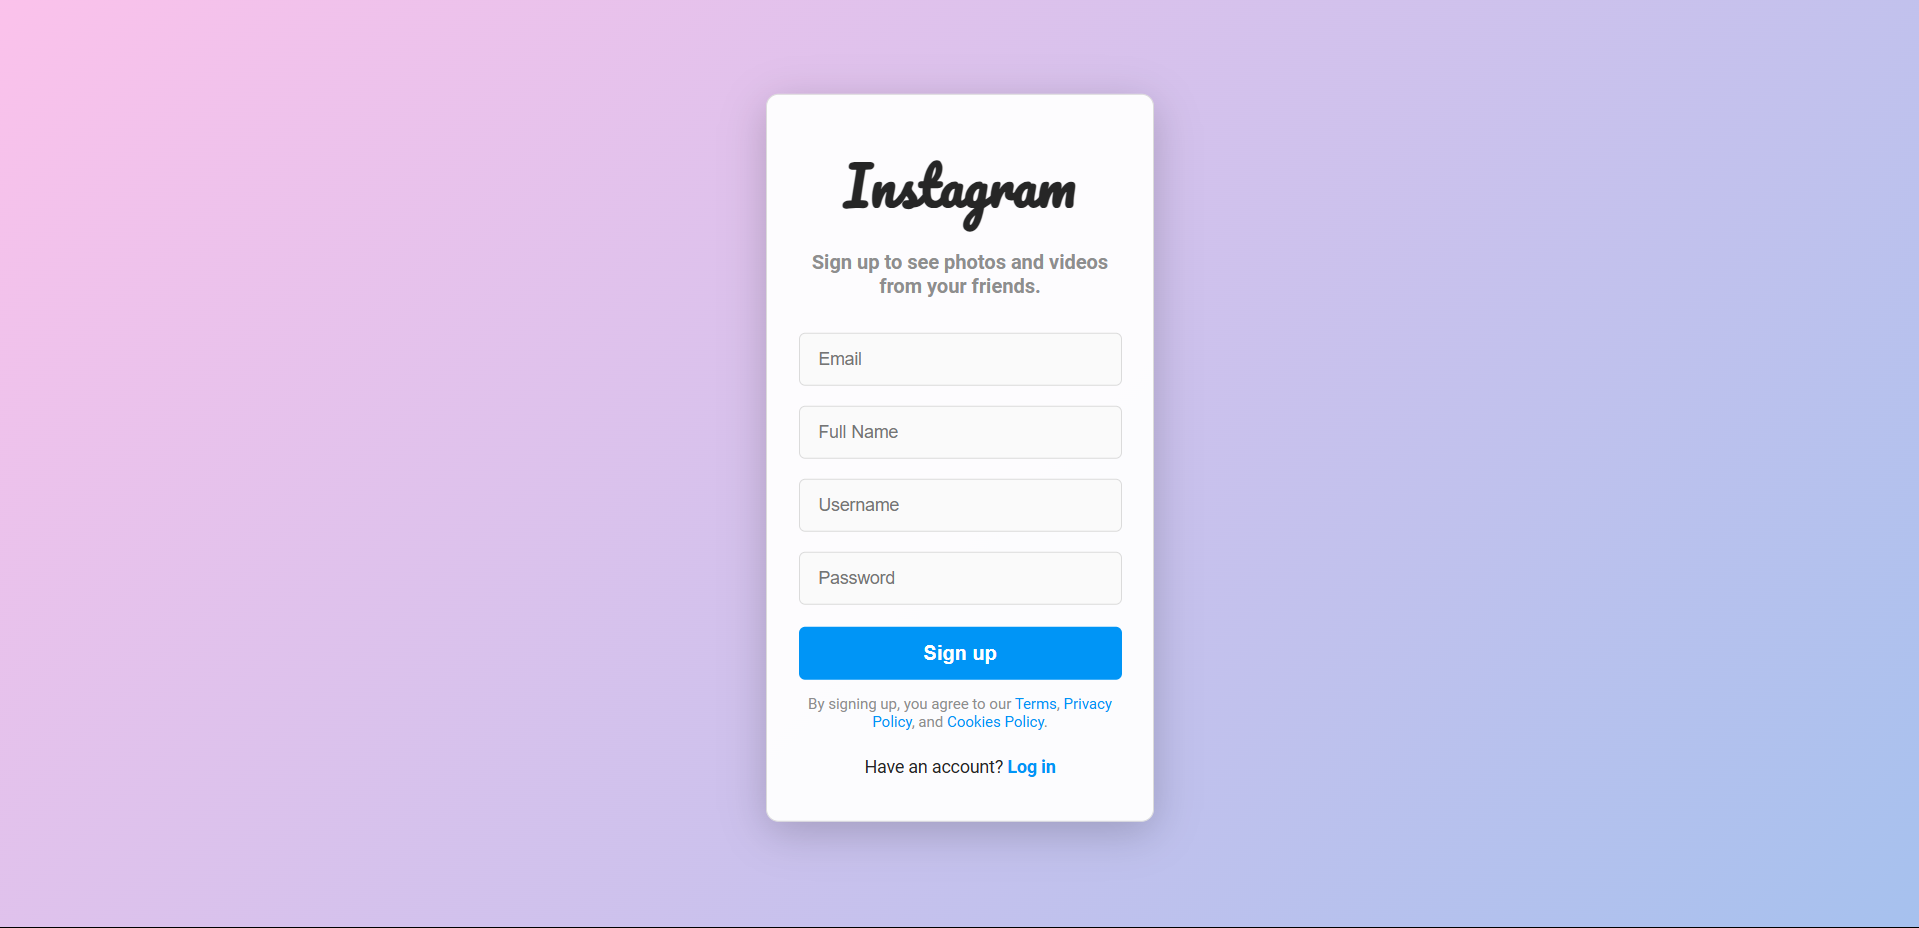 Instagram
Sign up to see photos and videos
from your friends.
Email
Full Name
Username
Password
Sign up
By signing up, you agree to our Terms, Privacy
Policy, and Cookies Policy.
Have an account? Log in